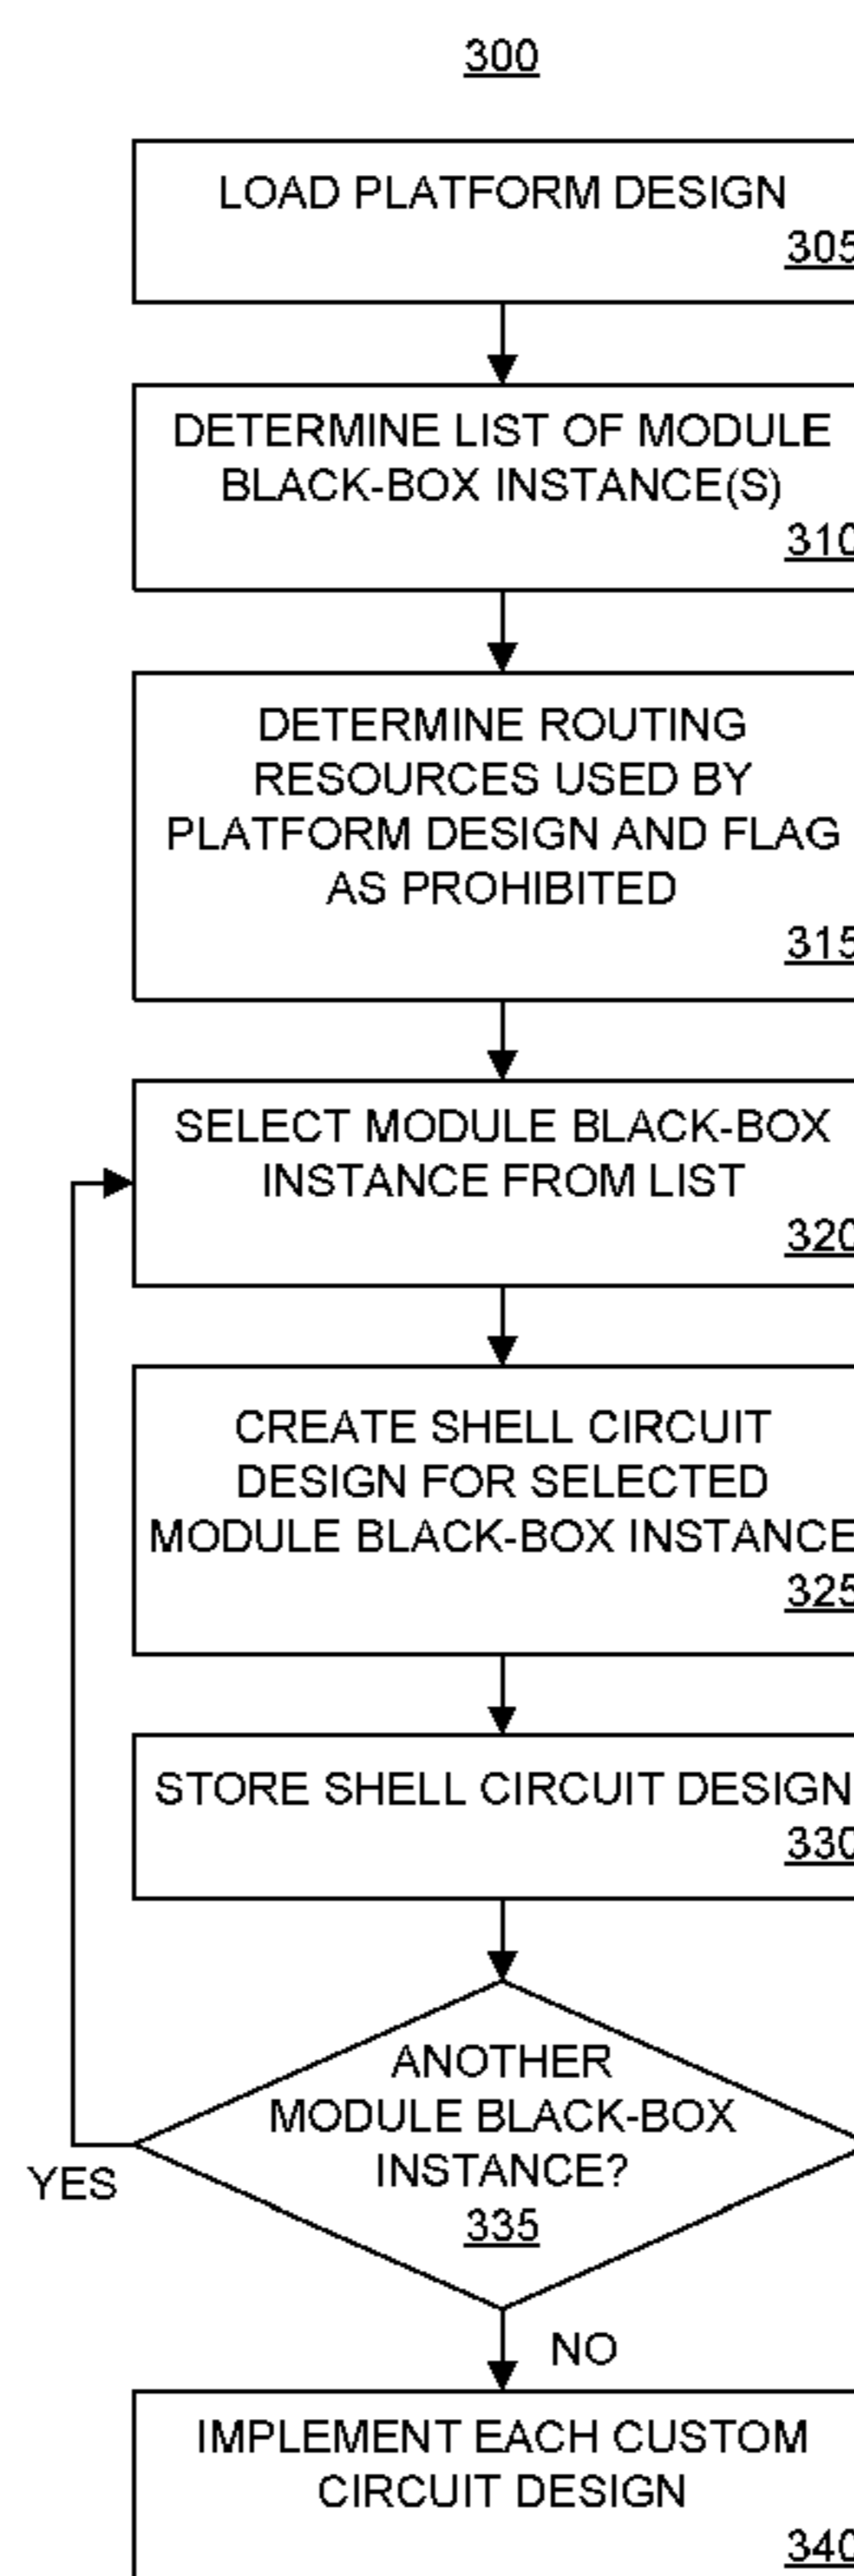 300
LOAD PLATFORM DESIGN
305
DETERMINE LIST OF MODULE
BLACK-BOX INSTANCE(S)
310
DETERMINE ROUTING
RESOURCES USED BY
PLATFORM DESIGN AND FLAG
AS PROHIBITED
315
SELECT MODULE BLACK-BOX
INSTANCE FROM LIST
320
CREATE SHELL CIRCUIT
DESIGN FOR SELECTED
MODULE BLACK-BOX INSTANCE
325
STORE SHELL CIRCUIT DESIGN
330
ANOTHER
MODULE BLACK-BOX
INSTANCE?
335
YES
NO
IMPLEMENT EACH CUSTOM
CIRCUIT DESIGN
340